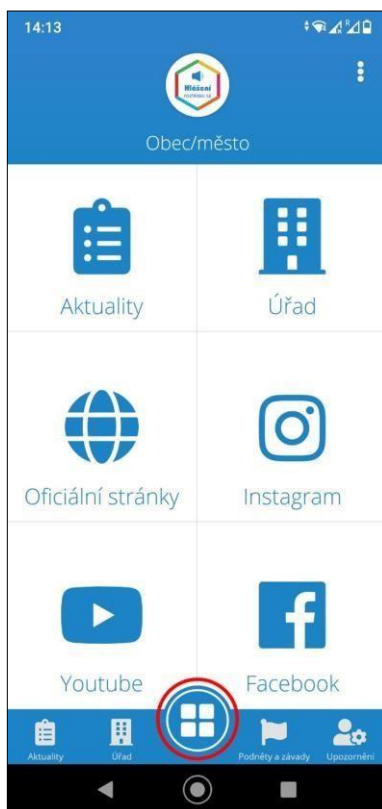 14:13
Hlášení
Obec/město
Aktuality
Úřad
Oficiální stránky
Instagram
Youtube
Facebook
Aktuality
Úřad
Podněty a závady
Upozornění